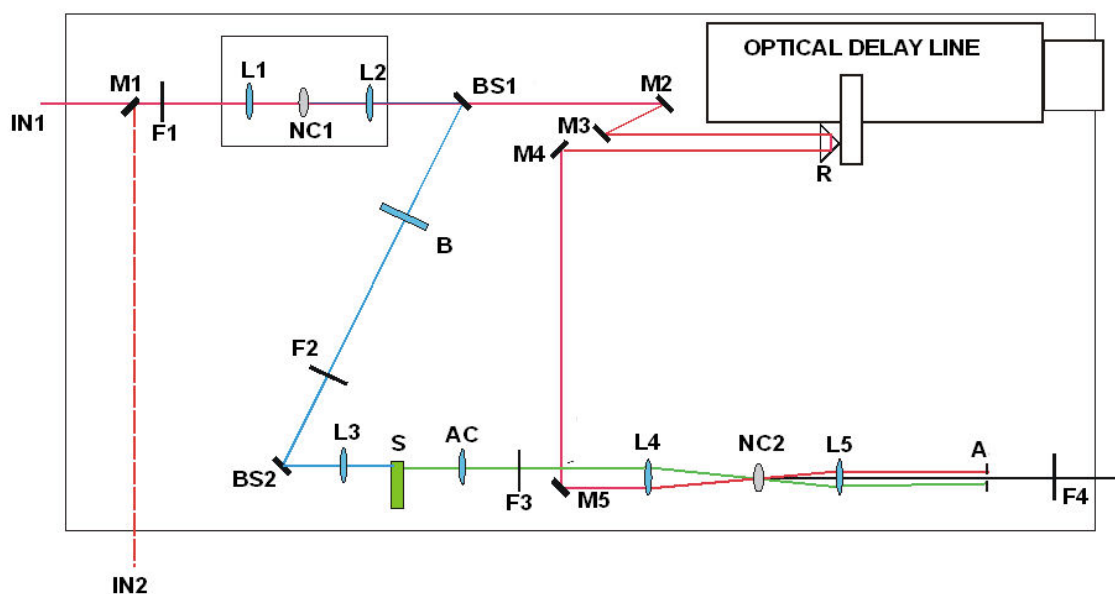 OPTICAL DELAY LINE
M1
L1
L2
BS1
M2
IN1
F1
NC1
M3
M4
R
B
F2
L3
S
AC
L4
NC2
L5
A
BS2
F3
M5
F4
IN2